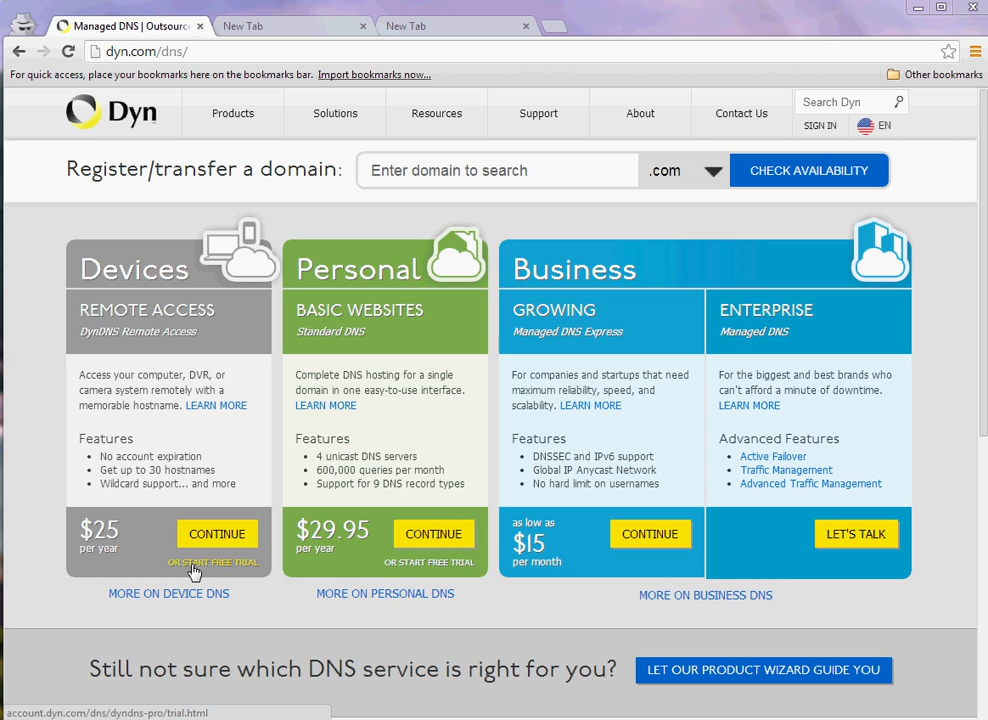 Managed DNS | Outsourc
New Tab
New Tab
dyn.com/dns/
For quick access, place your bookmarks here on the bookmarks bar. Import bookmarks now...
Other bookmarks
Dyn
Products
Solutions
Resources
Support
About
Contact Us
Search Dyn
SIGN IN
EN
Register/transfer a domain:
Enter domain to search
.com
CHECK AVAILABILITY
Devices
REMOTE ACCESS
DynDNS Remote Access
Access your computer, DVR, or
camera system remotely with a
memorable hostname. LEARN MORE
Features
• No account expiration
• Get up to 30 hostnames
• Wildcard support... and more
$25
per year
CONTINUE
OR START FREE TRIAL
MORE ON DEVICE DNS
Personal
BASIC WEBSITES
Standard DNS
Complete DNS hosting for a single
domain in one easy-to-use interface.
LEARN MORE
Features
• 4 unicast DNS servers
• 600,000 queries per month
• Support for 9 DNS record types
$29.95
per year
CONTINUE
OR START FREE TRIAL
MORE ON PERSONAL DNS
Business
GROWING
Managed DNS Express
For companies and startups that need
maximum reliability, speed, and
scalability. LEARN MORE
Features
• DNSSEC and IPv6 support
• Global IP Anycast Network
• No hard limit on usernames
as low as
$15
per month
CONTINUE
ENTERPRISE
Managed DNS
For the biggest and best brands who
can't afford a minute of downtime.
LEARN MORE
Advanced Features
• Active Failover
• Traffic Management
• Advanced Traffic Management
LET'S TALK
MORE ON BUSINESS DNS
Still not sure which DNS service is right for you?
LET OUR PRODUCT WIZARD GUIDE YOU
account.dyn.com/dns/dyndns-pro/trial.html